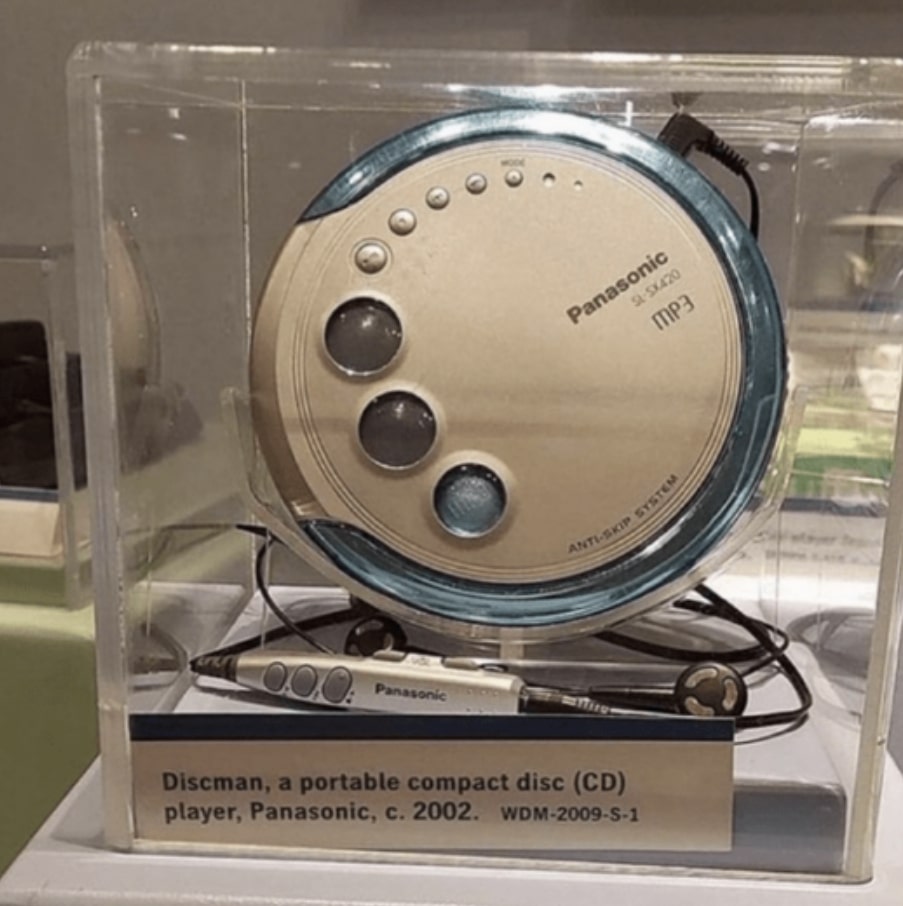 MODE
Panasonic
SL-SX420
MP3
ANTI-SKIP SYSTEM
Panasonic
Discman, a portable compact disc (CD)
player, Panasonic, c. 2002. WDM-2009-S-1